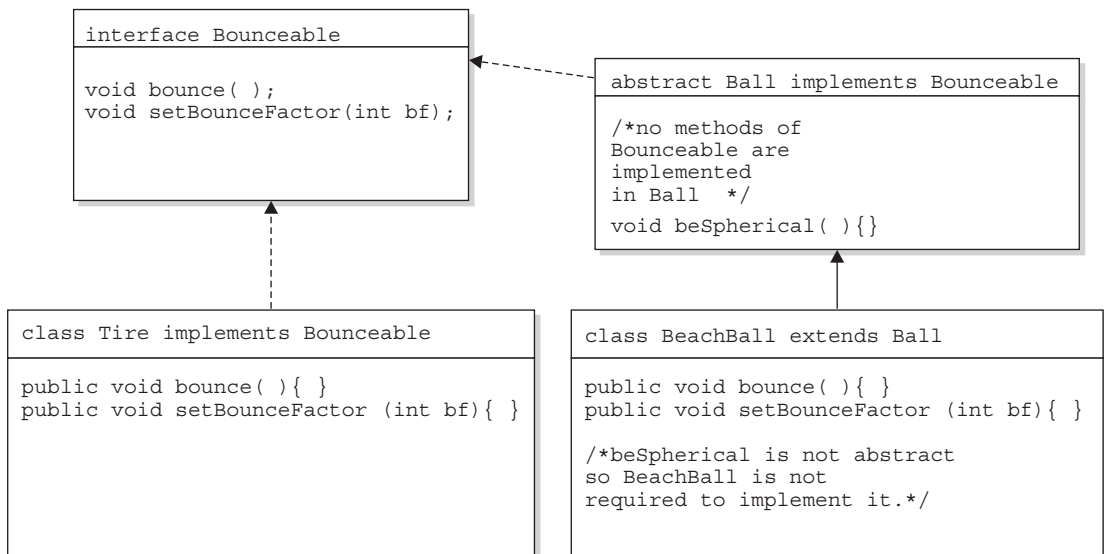 interface Bounceable
void bounce( );
void setBounceFactor(int bf);
abstract Ball implements Bounceable
/*no methods of
Bounceable are
implemented
in Ball  */
void beSpherical( ){}
class Tire implements Bounceable
public void bounce( ){ }
public void setBounceFactor (int bf){ }
class BeachBall extends Ball
public void bounce( ){ }
public void setBounceFactor (int bf){ }
/*beSpherical is not abstract
so BeachBall is not
required to implement it.*/